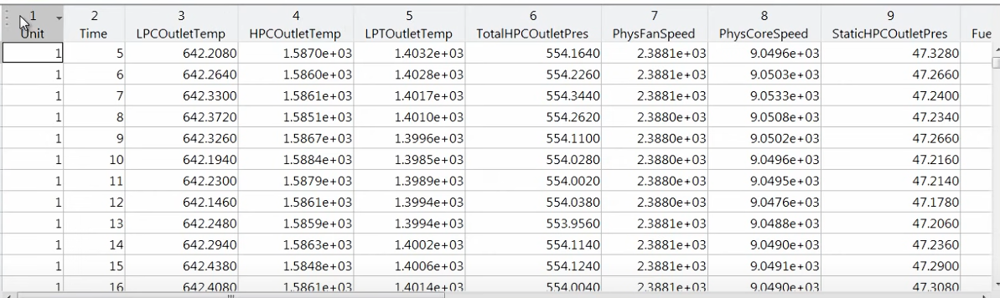 1 2 3 4 5 6 7 8 9
Unit Time LPCOutletTemp HPCOutletTemp LPTOutletTemp TotalHPCOutletPres PhysFanSpeed PhysCoreSpeed StaticHPCOutletPres Fue
1 5 642.2080 1.5870e+03 1.4032e+03 554.1640 2.3881e+03 9.0496e+03 47.3280
1 6 642.2640 1.5860e+03 1.4028e+03 554.2260 2.3881e+03 9.0503e+03 47.2660
1 7 642.3300 1.5861e+03 1.4017e+03 554.3440 2.3881e+03 9.0533e+03 47.2400
1 8 642.3720 1.5851e+03 1.4010e+03 554.2620 2.3880e+03 9.0508e+03 47.2340
1 9 642.3260 1.5867e+03 1.3996e+03 554.1100 2.3880e+03 9.0502e+03 47.2660
1 10 642.1940 1.5884e+03 1.3985e+03 554.0280 2.3880e+03 9.0496e+03 47.2160
1 11 642.2300 1.5879e+03 1.3989e+03 554.0020 2.3880e+03 9.0495e+03 47.2140
1 12 642.1460 1.5861e+03 1.3994e+03 554.0380 2.3880e+03 9.0476e+03 47.1780
1 13 642.2480 1.5859e+03 1.3994e+03 553.9560 2.3881e+03 9.0488e+03 47.2060
1 14 642.2940 1.5863e+03 1.4002e+03 554.1140 2.3881e+03 9.0490e+03 47.2360
1 15 642.4380 1.5848e+03 1.4006e+03 554.1240 2.3881e+03 9.0491e+03 47.2900
1 16 642.4080 1.5861e+03 1.4014e+03 554.0040 2.3881e+03 9.0490e+03 47.3080